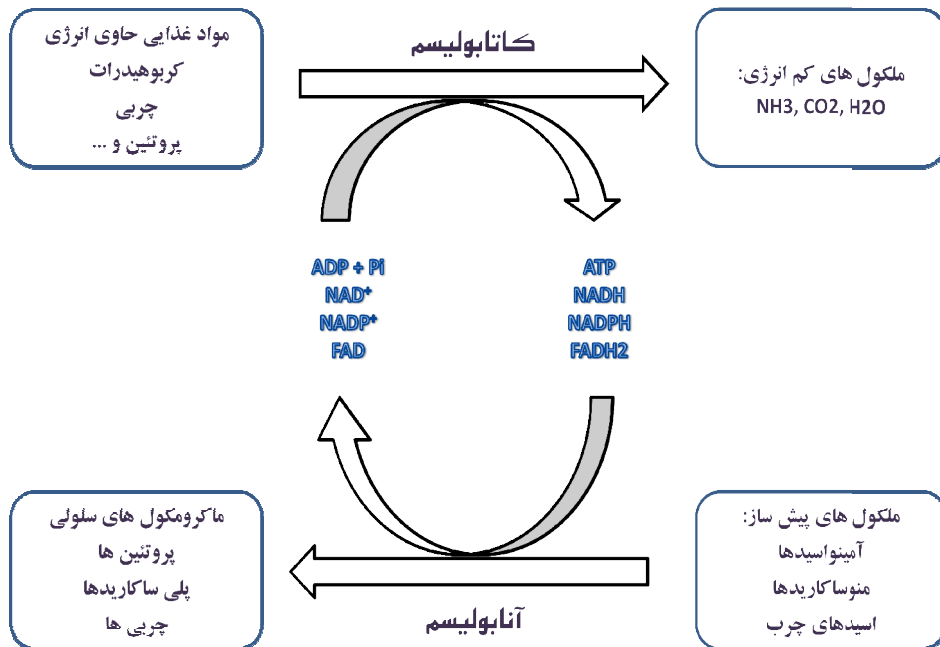 مواد غذایی حاوی انرژی
کربوهیدرات
چربی
پروتئین و ...
کاتابولیسم
ملکول های کم انرژی:
NH3, CO2, H2O
ADP + Pi
NAD⁺
NADP⁺
FAD
ATP
NADH
NADPH
FADH2
ماکرومکول های سلولی
پروتئین ها
پلی ساکاریدها
چربی ها
آنابولیسم
ملکول های پیش ساز:
آمینواسیدها
منوساکاریدها
اسیدهای چرب